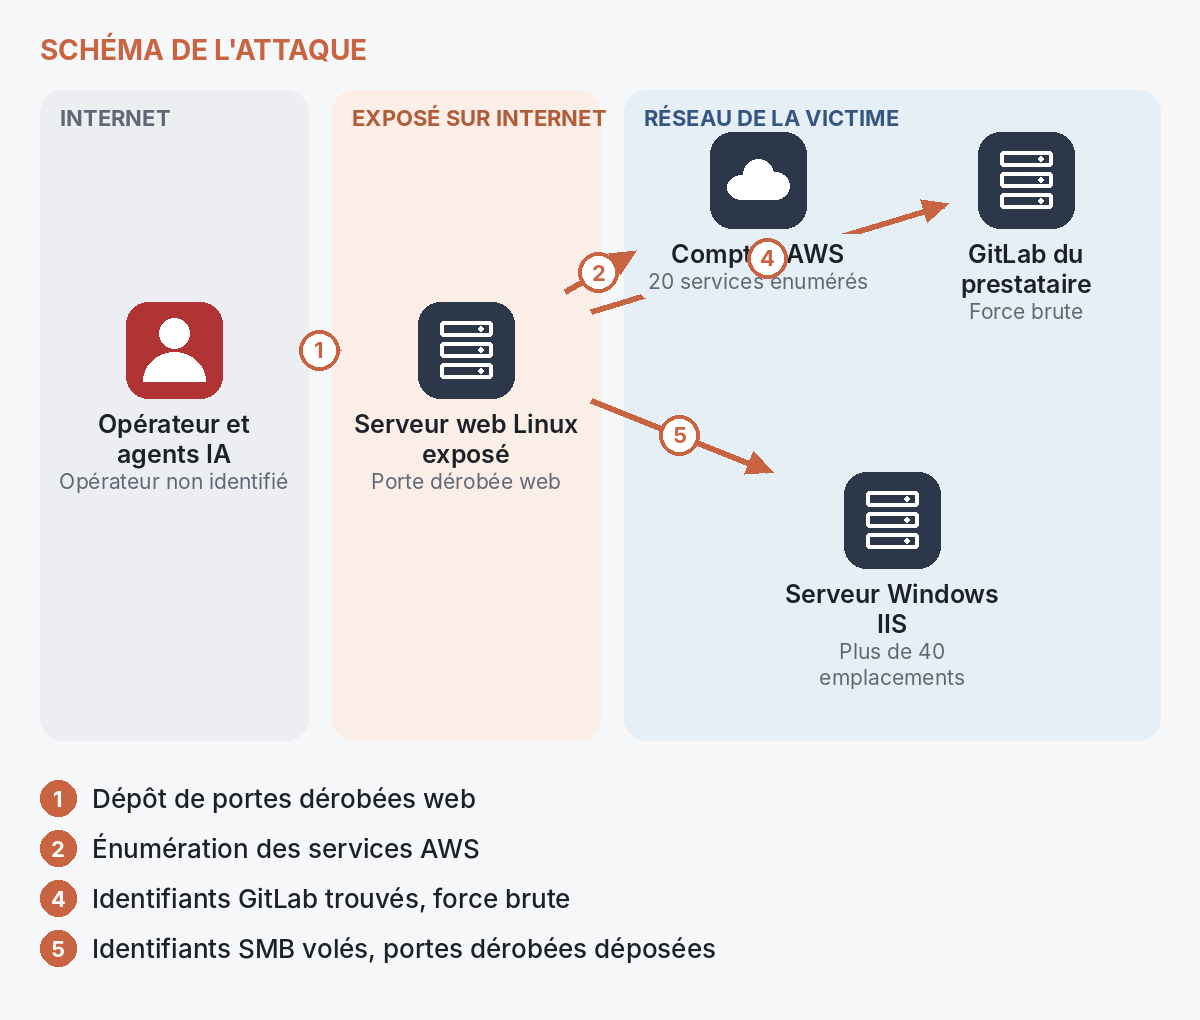 SCHÉMA DE L'ATTAQUE
INTERNET
EXPOSÉ SUR INTERNET
RÉSEAU DE LA VICTIME
2
Compt AWS
4
20 services énumérés
GitLab du
prestataire
Force brute
1
Opérateur et
agents IA
Opérateur non identifié
Serveur web Linux
exposé
Porte dérobée web
5
Serveur Windows
IIS
Plus de 40
emplacements
1 Dépôt de portes dérobées web
2 Énumération des services AWS
4 Identifiants GitLab trouvés, force brute
5 Identifiants SMB volés, portes dérobées déposées